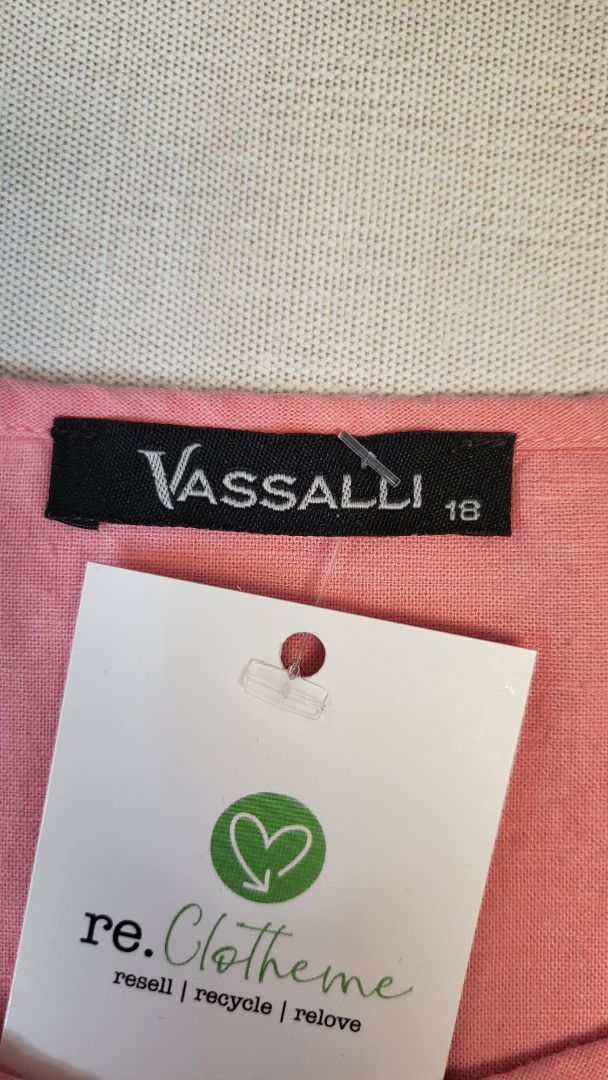 VASSALLI 18
re.Clotheme
resell | recycle | relove